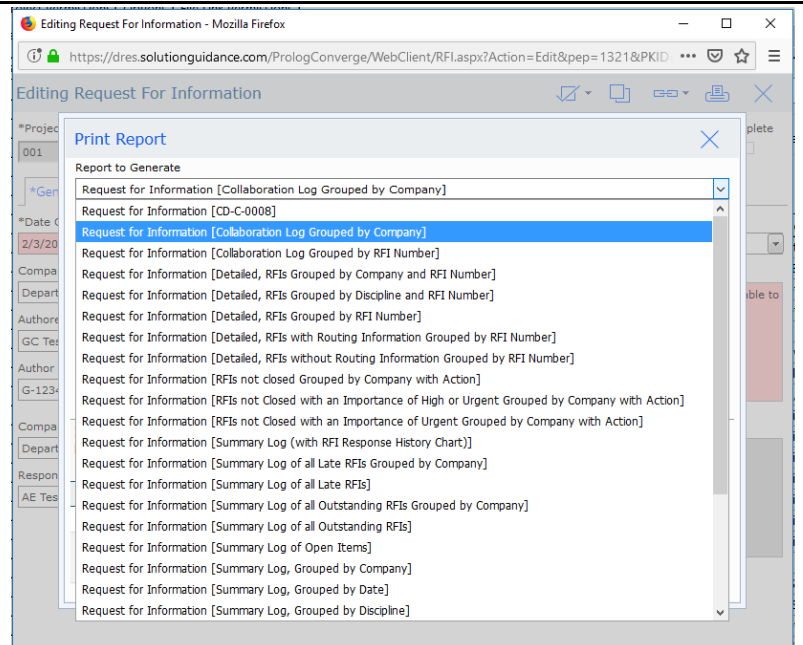 Editing Request For Information - Mozilla Firefox
https://dres.solutionguidance.com/PrologConverge/WebClient/RFI.aspx?Action=Edit&pep=1321&PKID
Editing Request For Information
*Projec
plete
001
Print Report
Report to Generate
Request for Information [Collaboration Log Grouped by Company]
Request for Information [CD-C-0008]
Request for Information [Collaboration Log Grouped by Company]
Request for Information [Collaboration Log Grouped by RFI Number]
Request for Information [Detailed, RFIs Grouped by Company and RFI Number]
Request for Information [Detailed, RFIs Grouped by Discipline and RFI Number]
Request for Information [Detailed, RFIs Grouped by RFI Number]
Request for Information [Detailed, RFIs with Routing Information Grouped by RFI Number]
Request for Information [Detailed, RFIs without Routing Information Grouped by RFI Number]
Request for Information [RFIs not closed Grouped by Company with Action]
Request for Information [RFIs not Closed with an Importance of High or Urgent Grouped by Company with Action]
Request for Information [RFIs not Closed with an Importance of Urgent Grouped by Company with Action]
Request for Information [Summary Log (with RFI Response History Chart)]
Request for Information [Summary Log of all Late RFIs Grouped by Company]
Request for Information [Summary Log of all Late RFIs]
Request for Information [Summary Log of all Outstanding RFIs Grouped by Company]
Request for Information [Summary Log of all Outstanding RFIs]
Request for Information [Summary Log of Open Items]
Request for Information [Summary Log, Grouped by Company]
Request for Information [Summary Log, Grouped by Date]
Request for Information [Summary Log, Grouped by Discipline]
*Gen
*Date C
2/3/20
Compa
Depart
able to
Authore
GC Tes
Author
G-1234
Compa
Depart
Respon
AE Tes